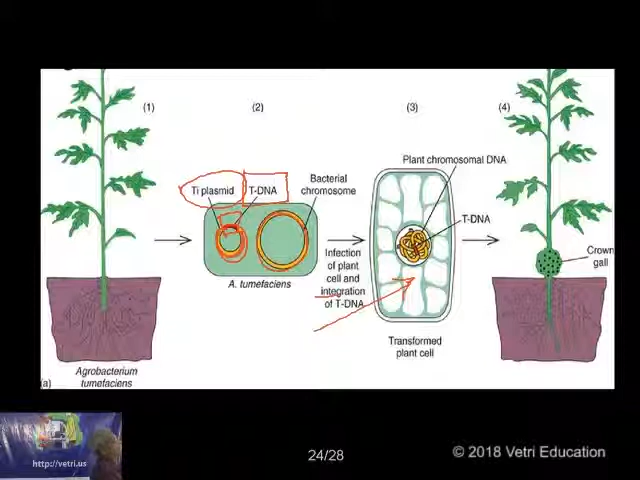 (1)
(2)
(3)
(4)
Plant chromosomal DNA
Ti plasmid
T-DNA
Bacterial
chromosome
T-DNA
Infection
of plant
cell and
integration
of T-DNA
Crown
gall
A. tumefaciens
Transformed
plant cell
Agrobacterium
tumefaciens
(a)
http://vetri.us
24/28
© 2018 Vetri Education